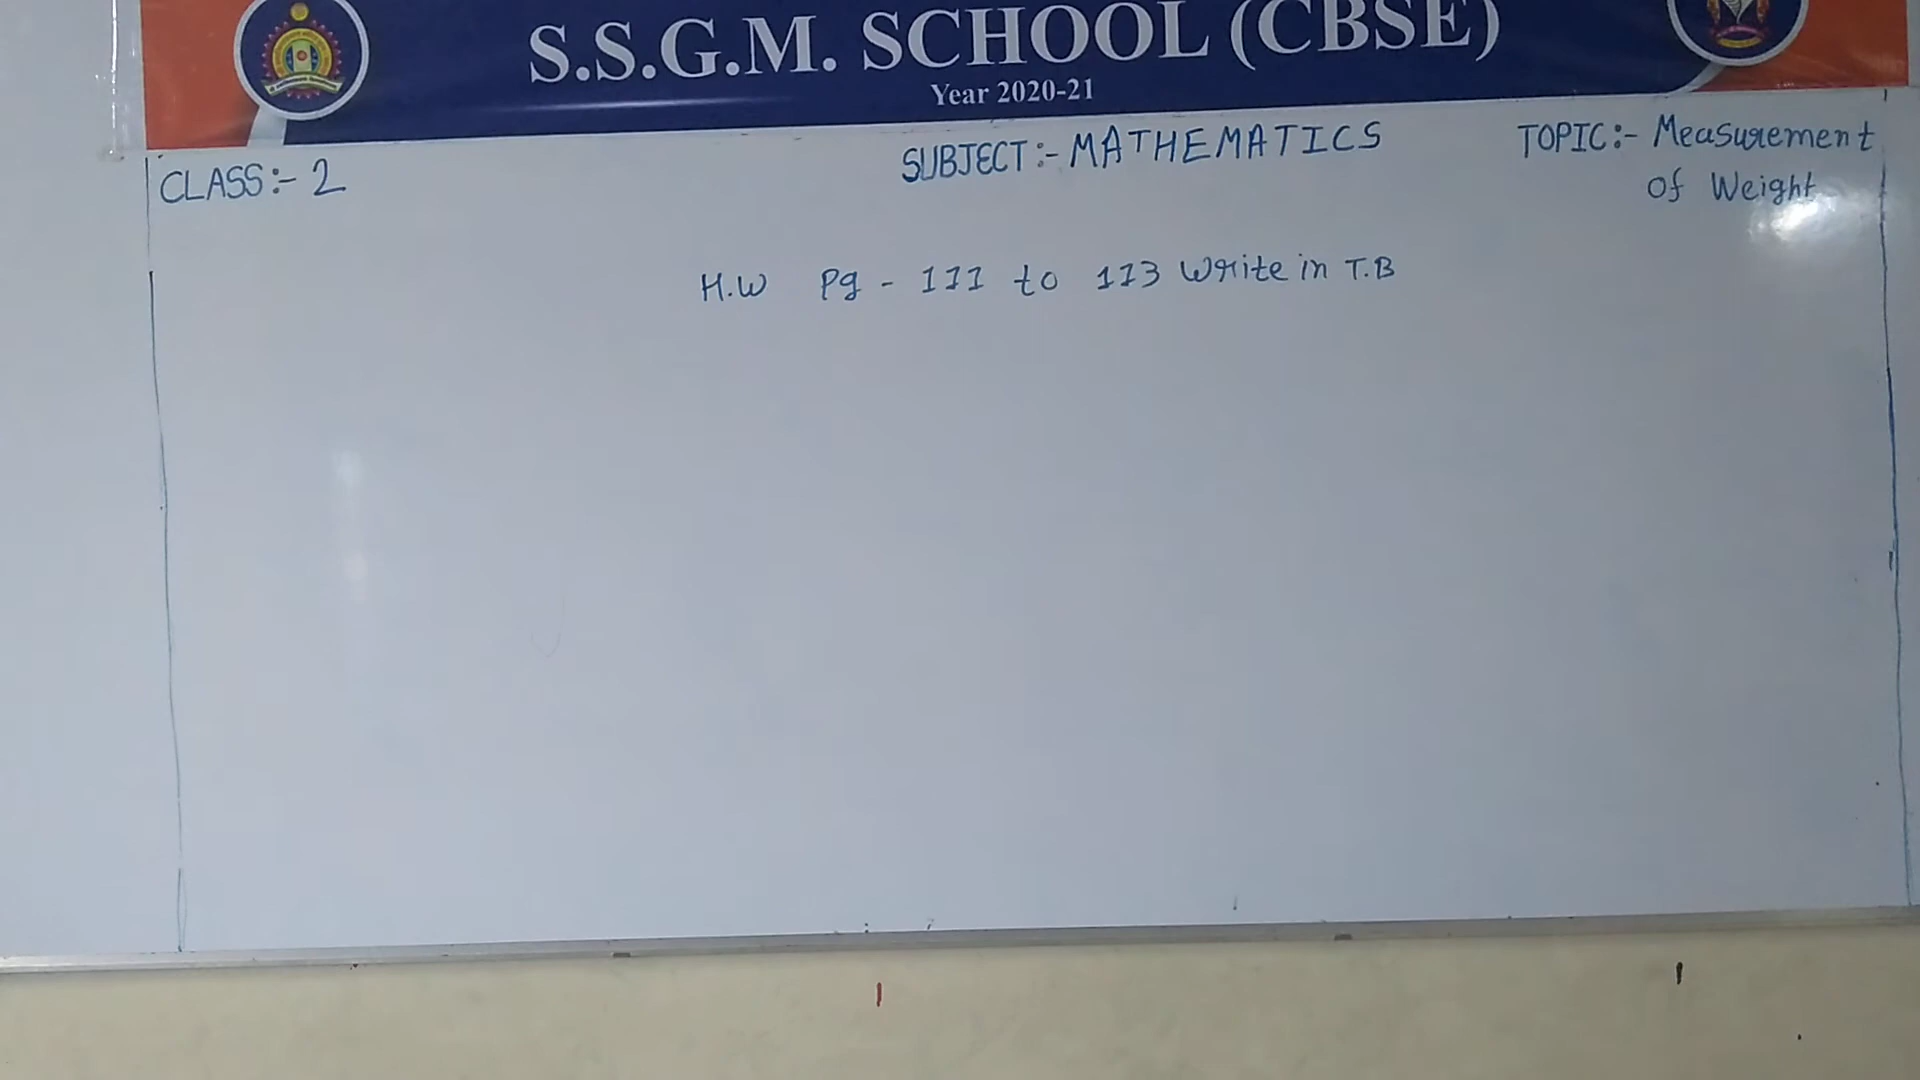 S.S.G.M. SCHOOL (CBSE)
Year 2020-21
CLASS:- 2
SUBJECT:- MATHEMATICS
TOPIC:- Measurement
of Weight
H.W Pg - 111 to 113 Write in T.B